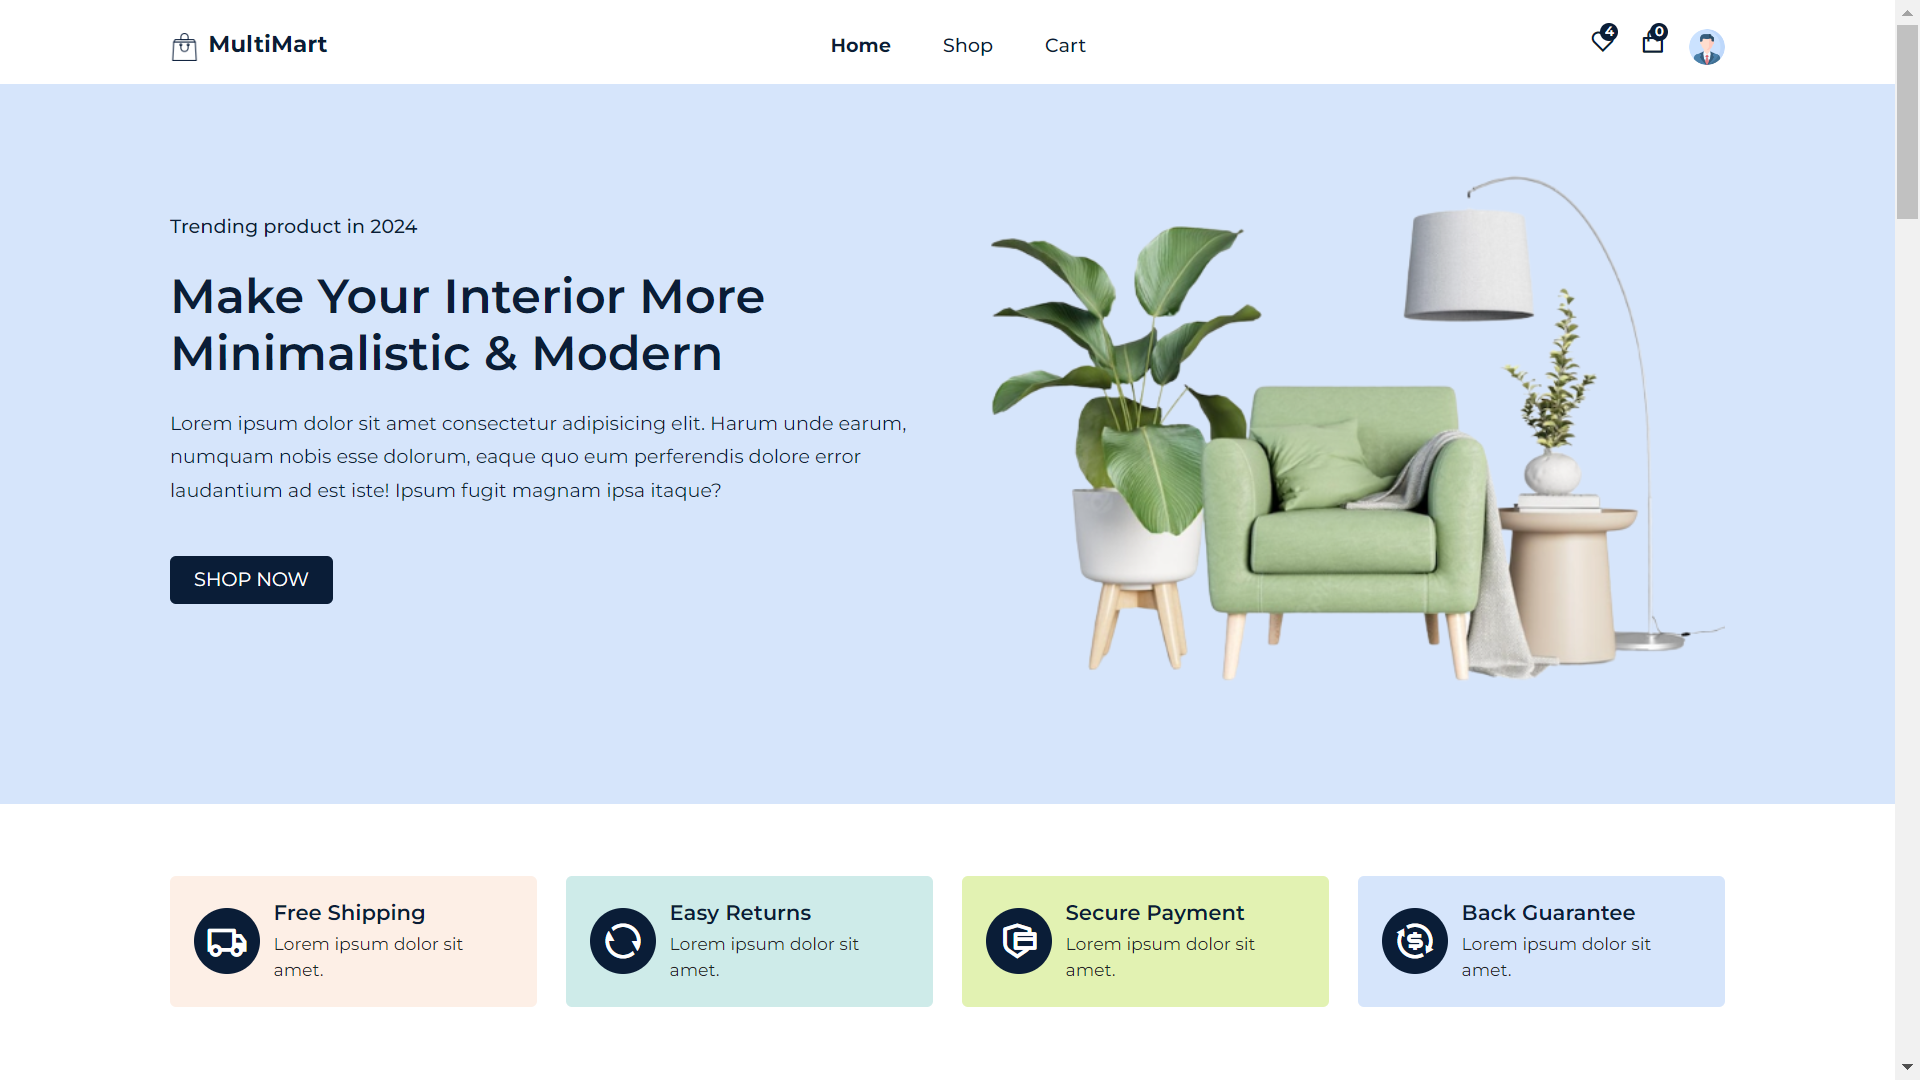 MultiMart
Home
Shop
Cart
4
0
Trending product in 2024
Make Your Interior More
Minimalistic & Modern
Lorem ipsum dolor sit amet consectetur adipisicing elit. Harum unde earum,
numquam nobis esse dolorum, eaque quo eum perferendis dolore error
laudantium ad est iste! Ipsum fugit magnam ipsa itaque?
SHOP NOW
Free Shipping
Lorem ipsum dolor sit
amet.
Easy Returns
Lorem ipsum dolor sit
amet.
Secure Payment
Lorem ipsum dolor sit
amet.
Back Guarantee
Lorem ipsum dolor sit
amet.